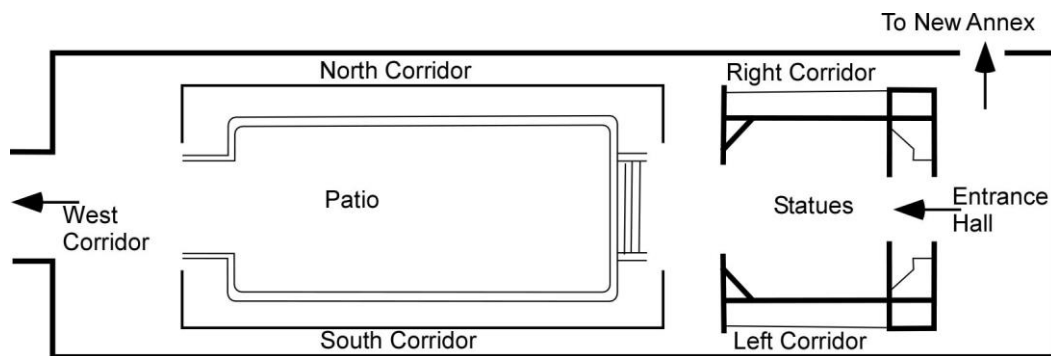 To New Annex
North Corridor
Right Corridor
Patio
Statues
Entrance
Hall
West
Corridor
South Corridor
Left Corridor